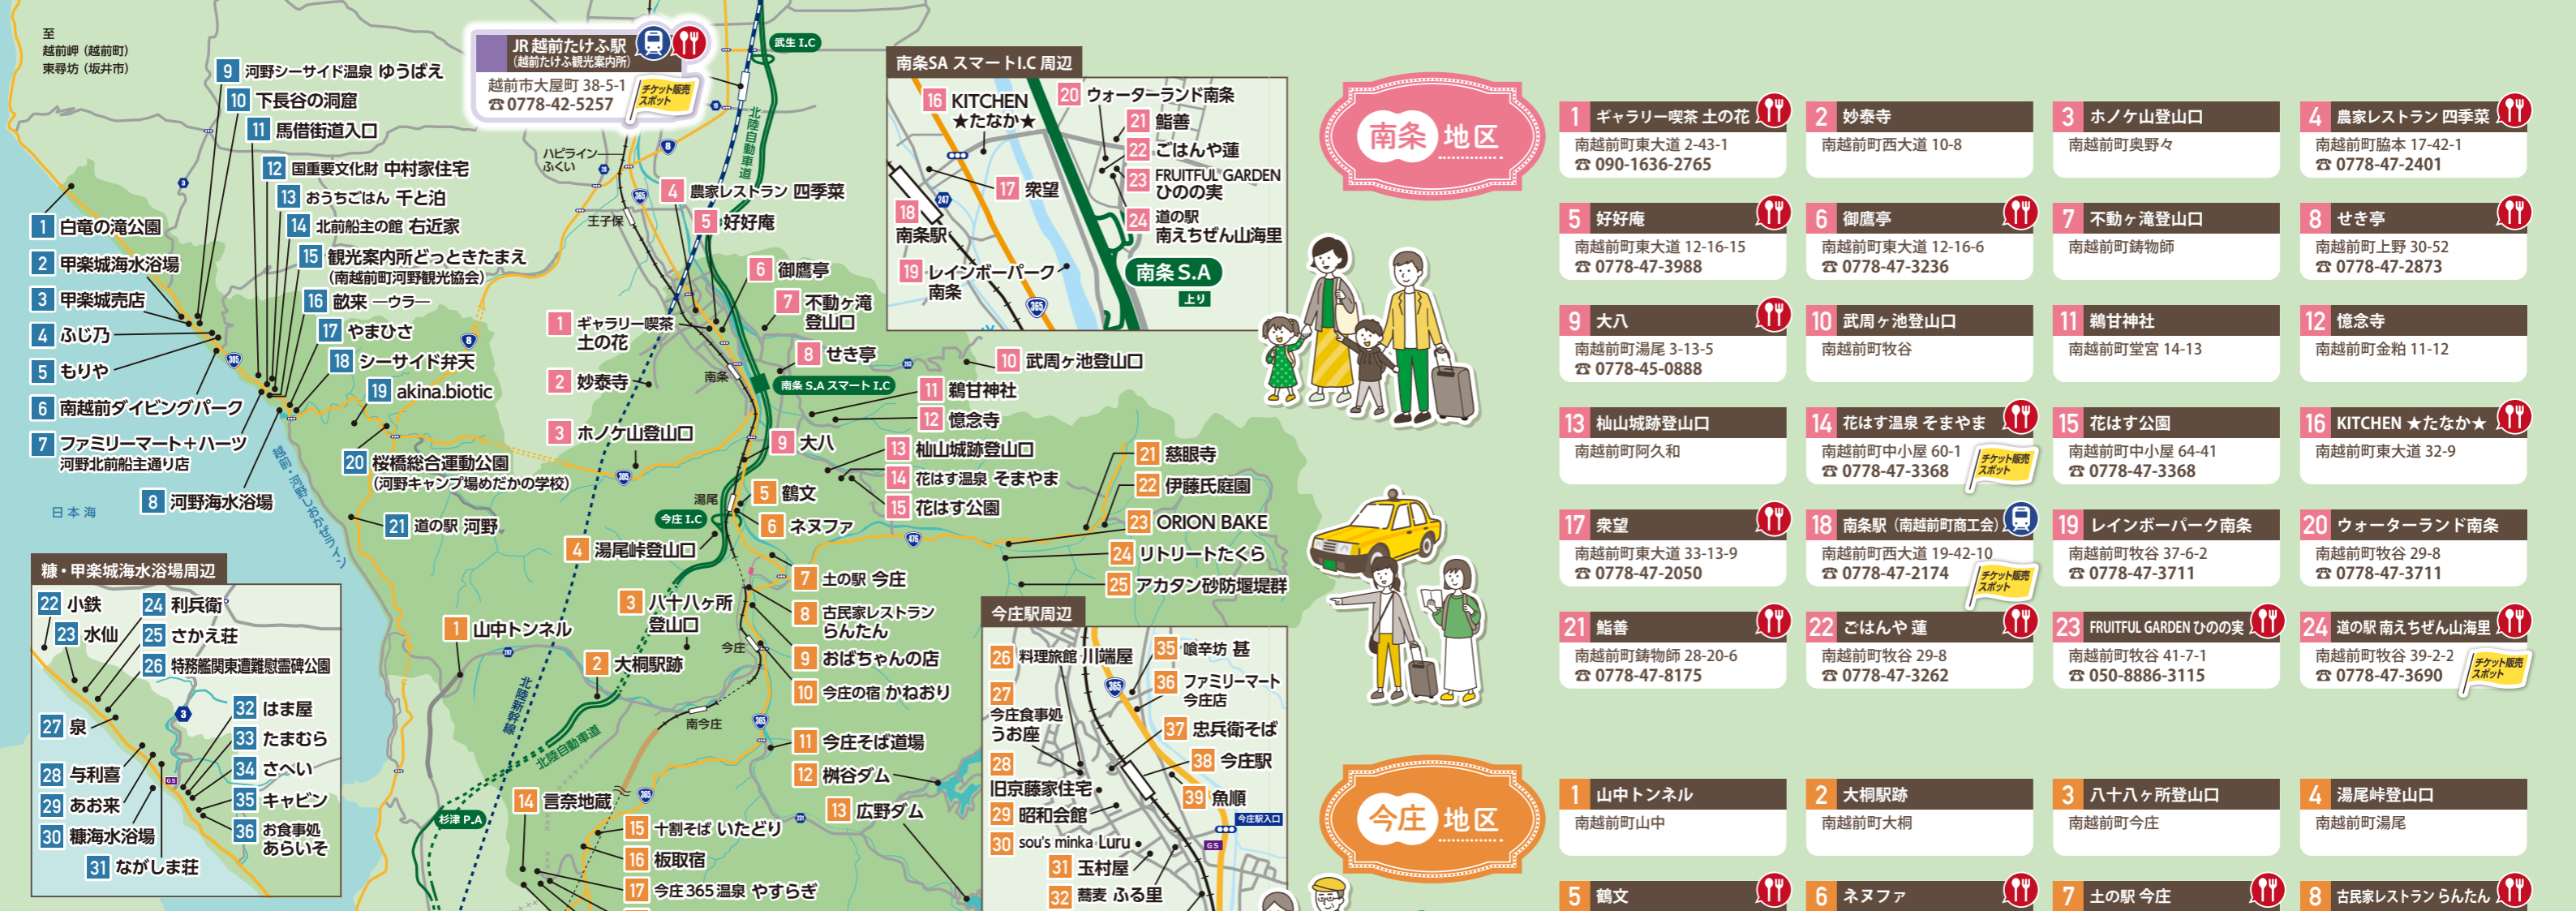 至
越前岬（越前町）
東尋坊（坂井市）
9 河野シーサイド温泉 ゆうばえ
10 下長谷の洞窟
11 馬借街道入口
12 国重要文化財 中村家住宅
13 おうちごはん 千と泊
14 北前船主の館 右近家
15 観光案内所どっときたまえ
（南越前町河野観光協会）
16 畝来 ―ウラ―
17 やまひさ
18 シーサイド弁天
19 akina.biotic
1 白竜の滝公園
2 甲楽城海水浴場
3 甲楽城売店
4 ふじ乃
5 もりや
6 南越前ダイビングパーク
7 ファミリーマート＋ハーツ
河野北前船主通り店
8 河野海水浴場
20 桜橋総合運動公園
（河野キャンプ場めだかの学校）
21 道の駅 河野
日本海
越前・河野しおかぜライン
3
8
305
JR 越前たけふ駅
（越前たけふ観光案内所）
越前市大屋町 38-5-1
☎ 0778-42-5257
チケット販売
スポット
武生 I.C
北陸自動車道
ハピライン
ふくい
8
365
王子保
4 農家レストラン 四季菜
5 好好庵
6 御鷹亭
7 不動ヶ滝
登山口
1 ギャラリー喫茶
土の花
8 せき亭
2 妙泰寺
南条
南条 S.A スマート I.C
10 武周ヶ池登山口
11 鵜甘神社
12 憶念寺
3 ホノケ山登山口
9 大八
13 杣山城跡登山口
14 花はす温泉 そまやま
15 花はす公園
305
湯尾
今庄 I.C
5 鶴文
6 ネヌファ
4 湯尾峠登山口
476
21 慈眼寺
22 伊藤氏庭園
23 ORION BAKE
24 リトリートたくら
25 アカタン砂防堰堤群
7 土の駅 今庄
3 八十八ヶ所
登山口
8 古民家レストラン
らんたん
1 山中トンネル
今庄
2 大桐駅跡
9 おばちゃんの店
10 今庄の宿 かねおり
207
北陸新幹線
南今庄
365
北陸自動車道
11 今庄そば道場
12 桝谷ダム
13 広野ダム
14 言奈地蔵
365
杉津 P.A
15 十割そば いたどり
16 板取宿
17 今庄365温泉 やすらぎ
糠・甲楽城海水浴場周辺
22 小鉄
23 水仙
24 利兵衛
25 さかえ荘
26 特務艦関東遭難慰霊碑公園
27 泉
3
32 はま屋
33 たまむら
34 さへい
35 キャビン
36 お食事処
あらいそ
GS
28 与利喜
29 あお来
30 糠海水浴場
31 ながしま荘
南条SA スマートI.C 周辺
16 KITCHEN
★たなか★
17 衆望
18
南条駅
19 レインボーパーク
南条
247
20 ウォーターランド南条
21 鮨善
22 ごはんや蓮
23 FRUITFUL GARDEN
ひのの実
24 道の駅
南えちぜん山海里
南条 S.A
上り
365
今庄駅周辺
26 料理旅館 川端屋
27
今庄食事処
うお座
28
旧京藤家住宅
29 昭和会館
30 sou's minka Luru
31 玉村屋
32 蕎麦 ふる里
35 喰辛坊 甚
365
36 ファミリーマート
今庄店
37 忠兵衛そば
38 今庄駅
39 魚順
今庄駅入口
GS
南条 地区
1 ギャラリー喫茶 土の花
南越前町東大道 2-43-1
☎ 090-1636-2765
2 妙泰寺
南越前町西大道 10-8
3 ホノケ山登山口
南越前町奥野々
4 農家レストラン 四季菜
南越前町脇本 17-42-1
☎ 0778-47-2401
5 好好庵
南越前町東大道 12-16-15
☎ 0778-47-3988
6 御鷹亭
南越前町東大道 12-16-6
☎ 0778-47-3236
7 不動ヶ滝登山口
南越前町鋳物師
8 せき亭
南越前町上野 30-52
☎ 0778-47-2873
9 大八
南越前町湯尾 3-13-5
☎ 0778-45-0888
10 武周ヶ池登山口
南越前町牧谷
11 鵜甘神社
南越前町堂宮 14-13
12 憶念寺
南越前町金粕 11-12
13 杣山城跡登山口
南越前町阿久和
14 花はす温泉 そまやま
南越前町中小屋 60-1
☎ 0778-47-3368
チケット販売
スポット
15 花はす公園
南越前町中小屋 64-41
☎ 0778-47-3368
16 KITCHEN ★たなか★
南越前町東大道 32-9
17 衆望
南越前町東大道 33-13-9
☎ 0778-47-2050
18 南条駅（南越前町商工会）
南越前町西大道 19-42-10
☎ 0778-47-2174
チケット販売
スポット
19 レインボーパーク南条
南越前町牧谷 37-6-2
☎ 0778-47-3711
20 ウォーターランド南条
南越前町牧谷 29-8
☎ 0778-47-3711
21 鮨善
南越前町鋳物師 28-20-6
☎ 0778-47-8175
22 ごはんや 蓮
南越前町牧谷 29-8
☎ 0778-47-3262
23 FRUITFUL GARDEN ひのの実
南越前町牧谷 41-7-1
☎ 050-8886-3115
24 道の駅 南えちぜん山海里
南越前町牧谷 39-2-2
☎ 0778-47-3690
チケット販売
スポット
今庄 地区
1 山中トンネル
南越前町山中
2 大桐駅跡
南越前町大桐
3 八十八ヶ所登山口
南越前町今庄
4 湯尾峠登山口
南越前町湯尾
5 鶴文
6 ネヌファ
7 土の駅 今庄
8 古民家レストラン らんたん